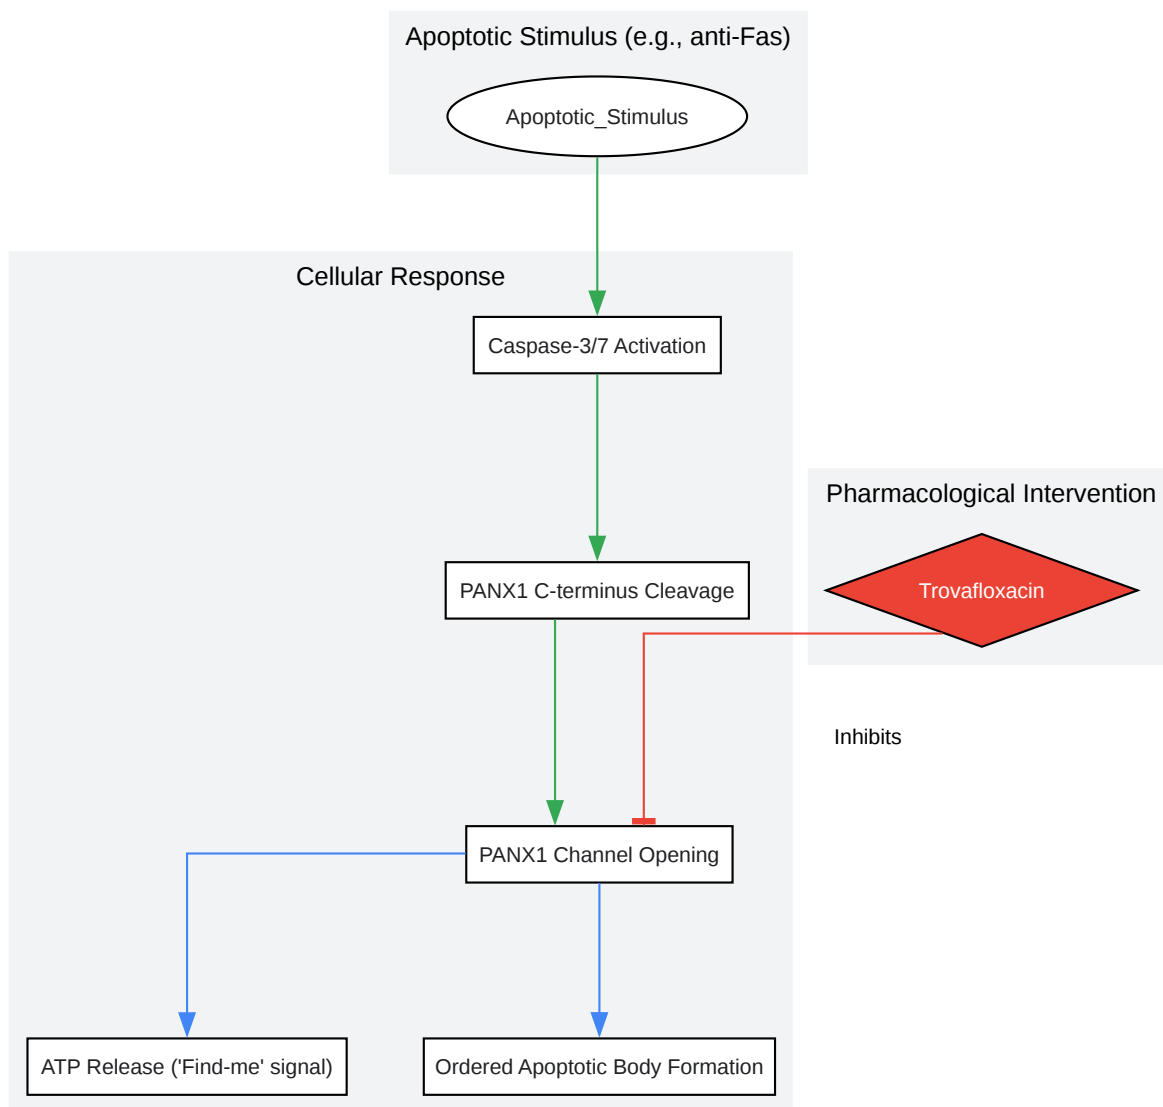 Apoptotic Stimulus (e.g., anti-Fas)
Apoptotic_Stimulus
Cellular Response
Caspase-3/7 Activation
Pharmacological Intervention
Trovafloxacin
PANX1 C-terminus Cleavage
Inhibits
PANX1 Channel Opening
ATP Release ('Find-me' signal)
Ordered Apoptotic Body Formation